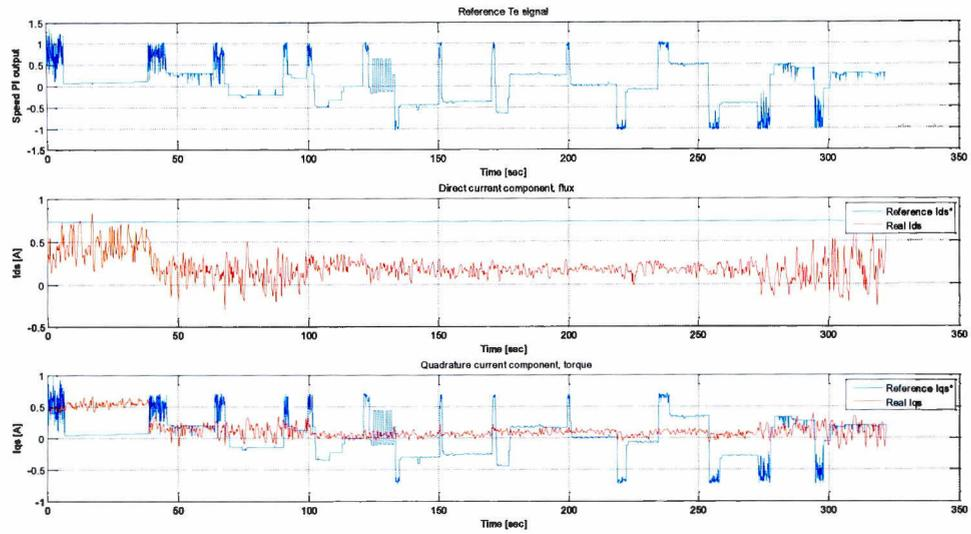 Reference Te signal
Speed PI output
1.5
1
0.5
0
-0.5
-1
1.5
0 50 100 150 200 250 300 350
Time [sec]
Direct current component, flux
Ids [A]
1
0.5
0
-0.5
Reference Ids*
Real Ids
0 50 100 150 200 250 300 350
Time [sec]
Quadrature current component, torque
Iqs [A]
1
0.5
0
-0.5
-1
Reference Iqs*
Real Iqs
0 50 100 150 200 250 300 350
Time [sec]